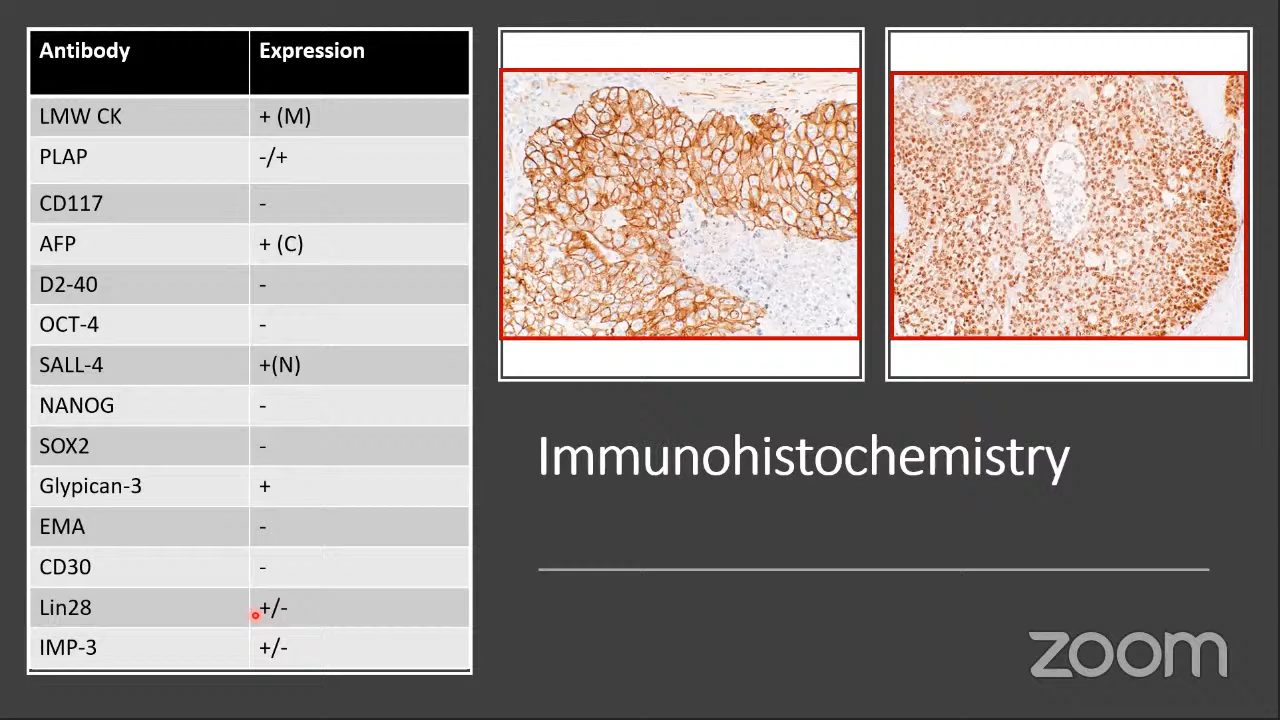 Antibody Expression
LMW CK + (M)
PLAP -/+
CD117 -
AFP + (C)
D2-40 -
OCT-4 -
SALL-4 +(N)
NANOG -
SOX2 -
Glypican-3 +
EMA -
CD30 -
Lin28 +/-
IMP-3 +/-
Immunohistochemistry
zoom